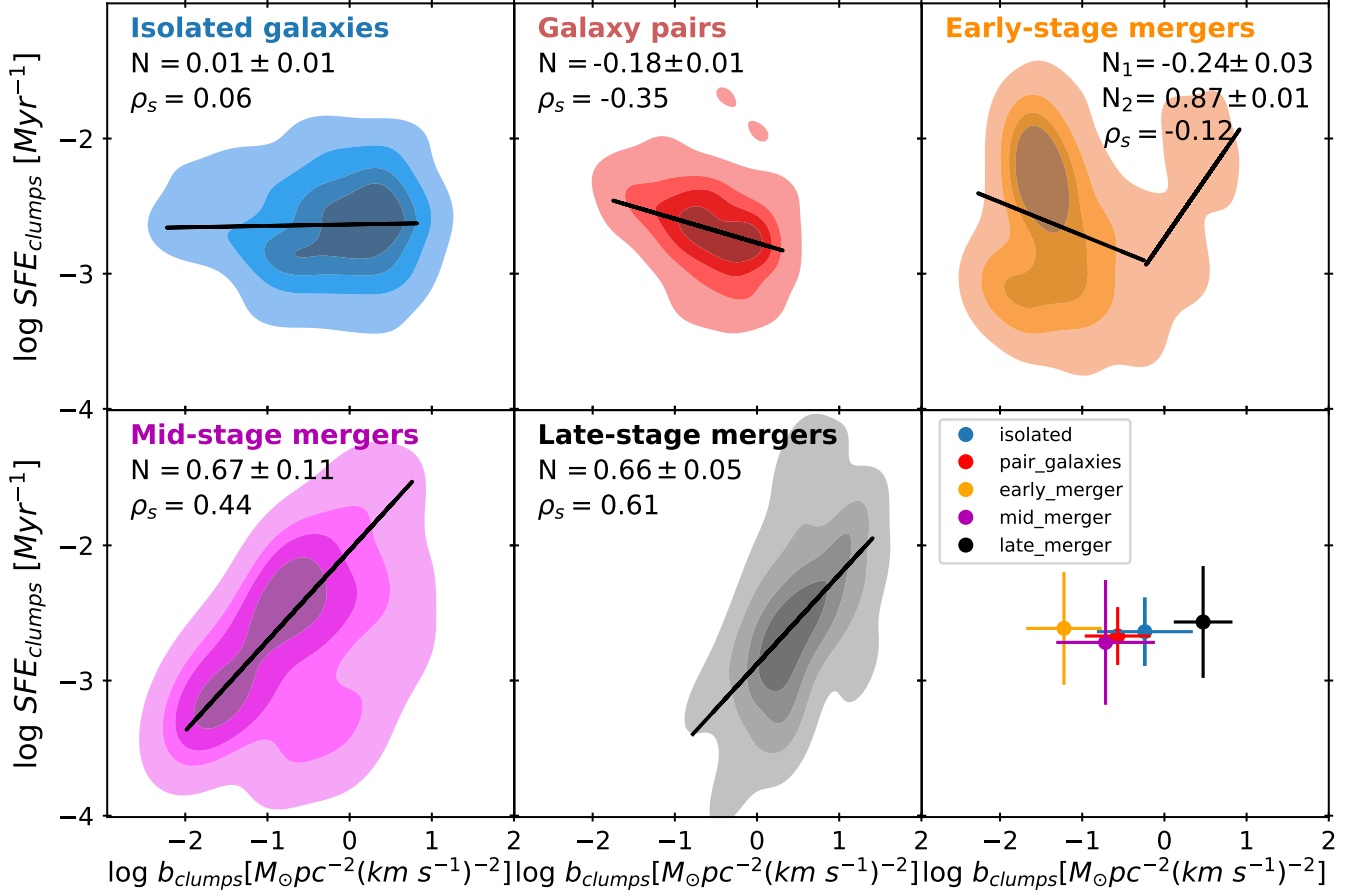 Isolated galaxies
N = 0.01 ± 0.01
ρₛ = 0.06
Galaxy pairs
N = -0.18±0.01
ρₛ = -0.35
Early-stage mergers
N₁= -0.24± 0.03
N₂= 0.87±0.01
ρₛ = -0.12
log SFE_clumps [Myr⁻¹]
−2
−3
−4
Mid-stage mergers
N = 0.67 ± 0.11
ρₛ = 0.44
Late-stage mergers
N = 0.66 ± 0.05
ρₛ = 0.61
isolated
pair_galaxies
early_merger
mid_merger
late_merger
log SFE_clumps [Myr⁻¹]
−2
−3
−4
−2 −1 0 1 2
−2 −1 0 1 2
−2 −1 0 1 2
log b_clumps[M⊙pc⁻²(km s⁻¹)⁻²]
log b_clumps[M⊙pc⁻²(km s⁻¹)⁻²]
log b_clumps[M⊙pc⁻²(km s⁻¹)⁻²]